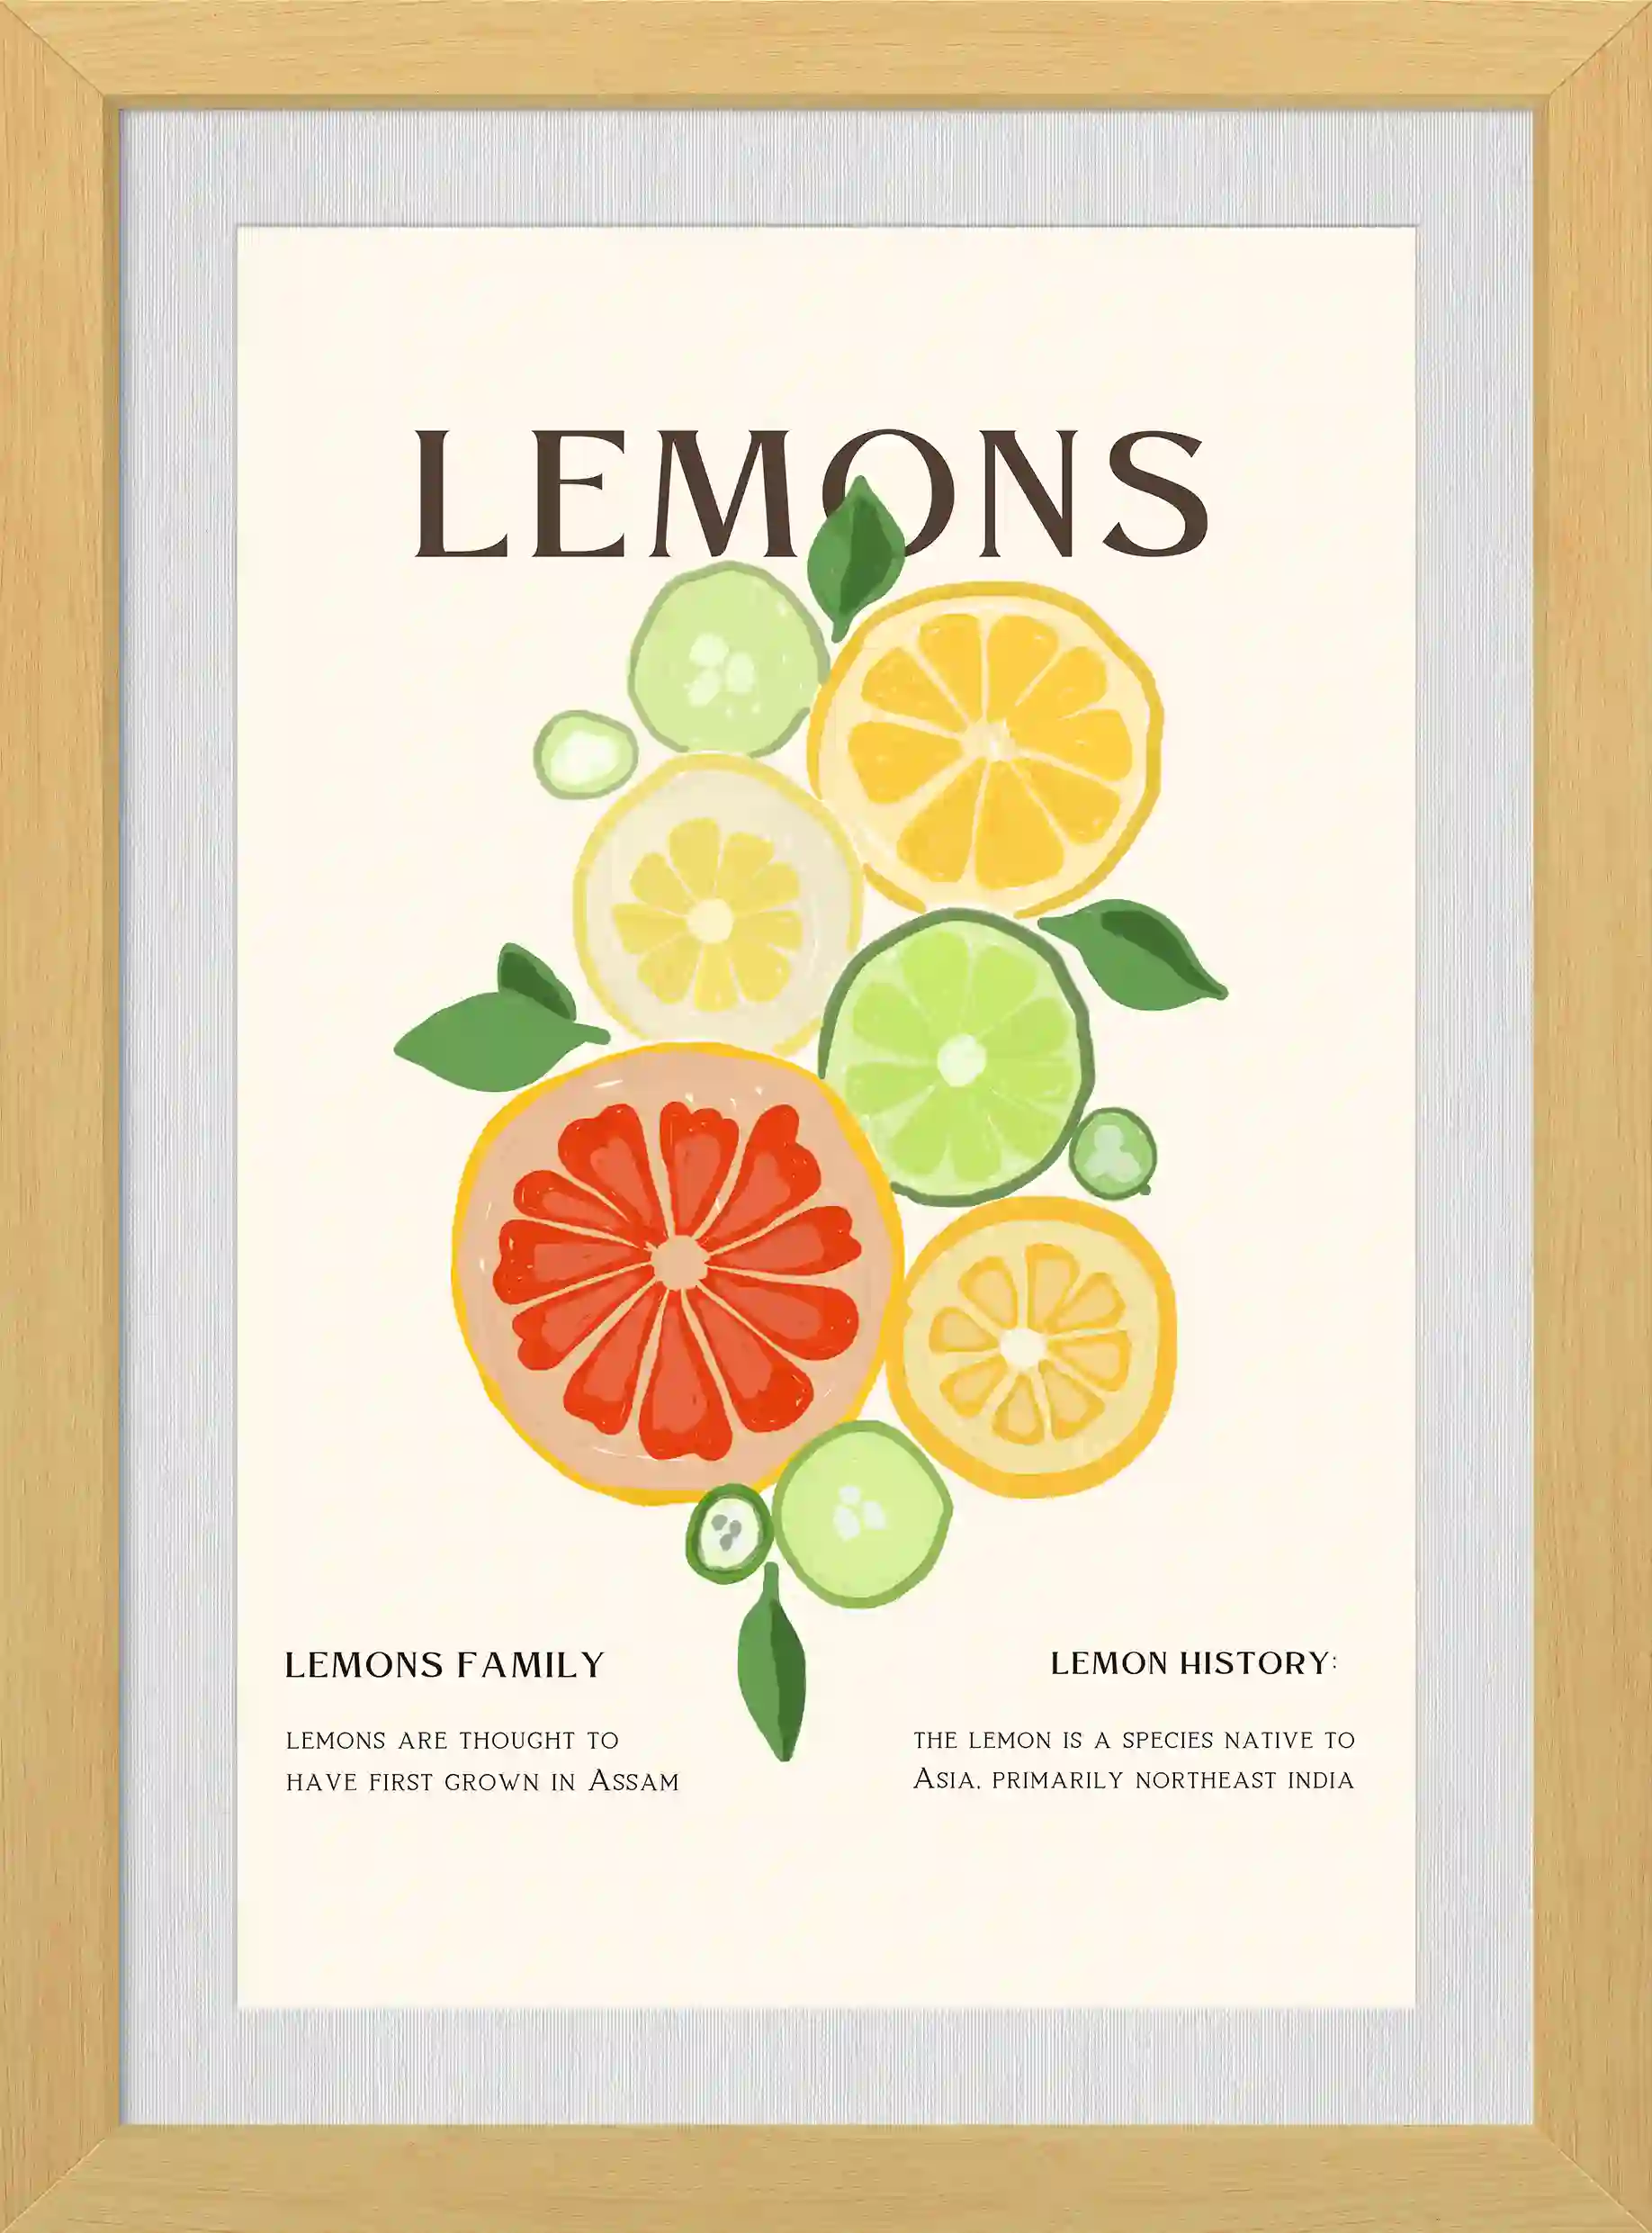 LEMONS
LEMONS FAMILY
LEMONS ARE THOUGHT TO
HAVE FIRST GROWN IN ASSAM
LEMON HISTORY:
THE LEMON IS A SPECIES NATIVE TO
ASIA. PRIMARILY NORTHEAST INDIA